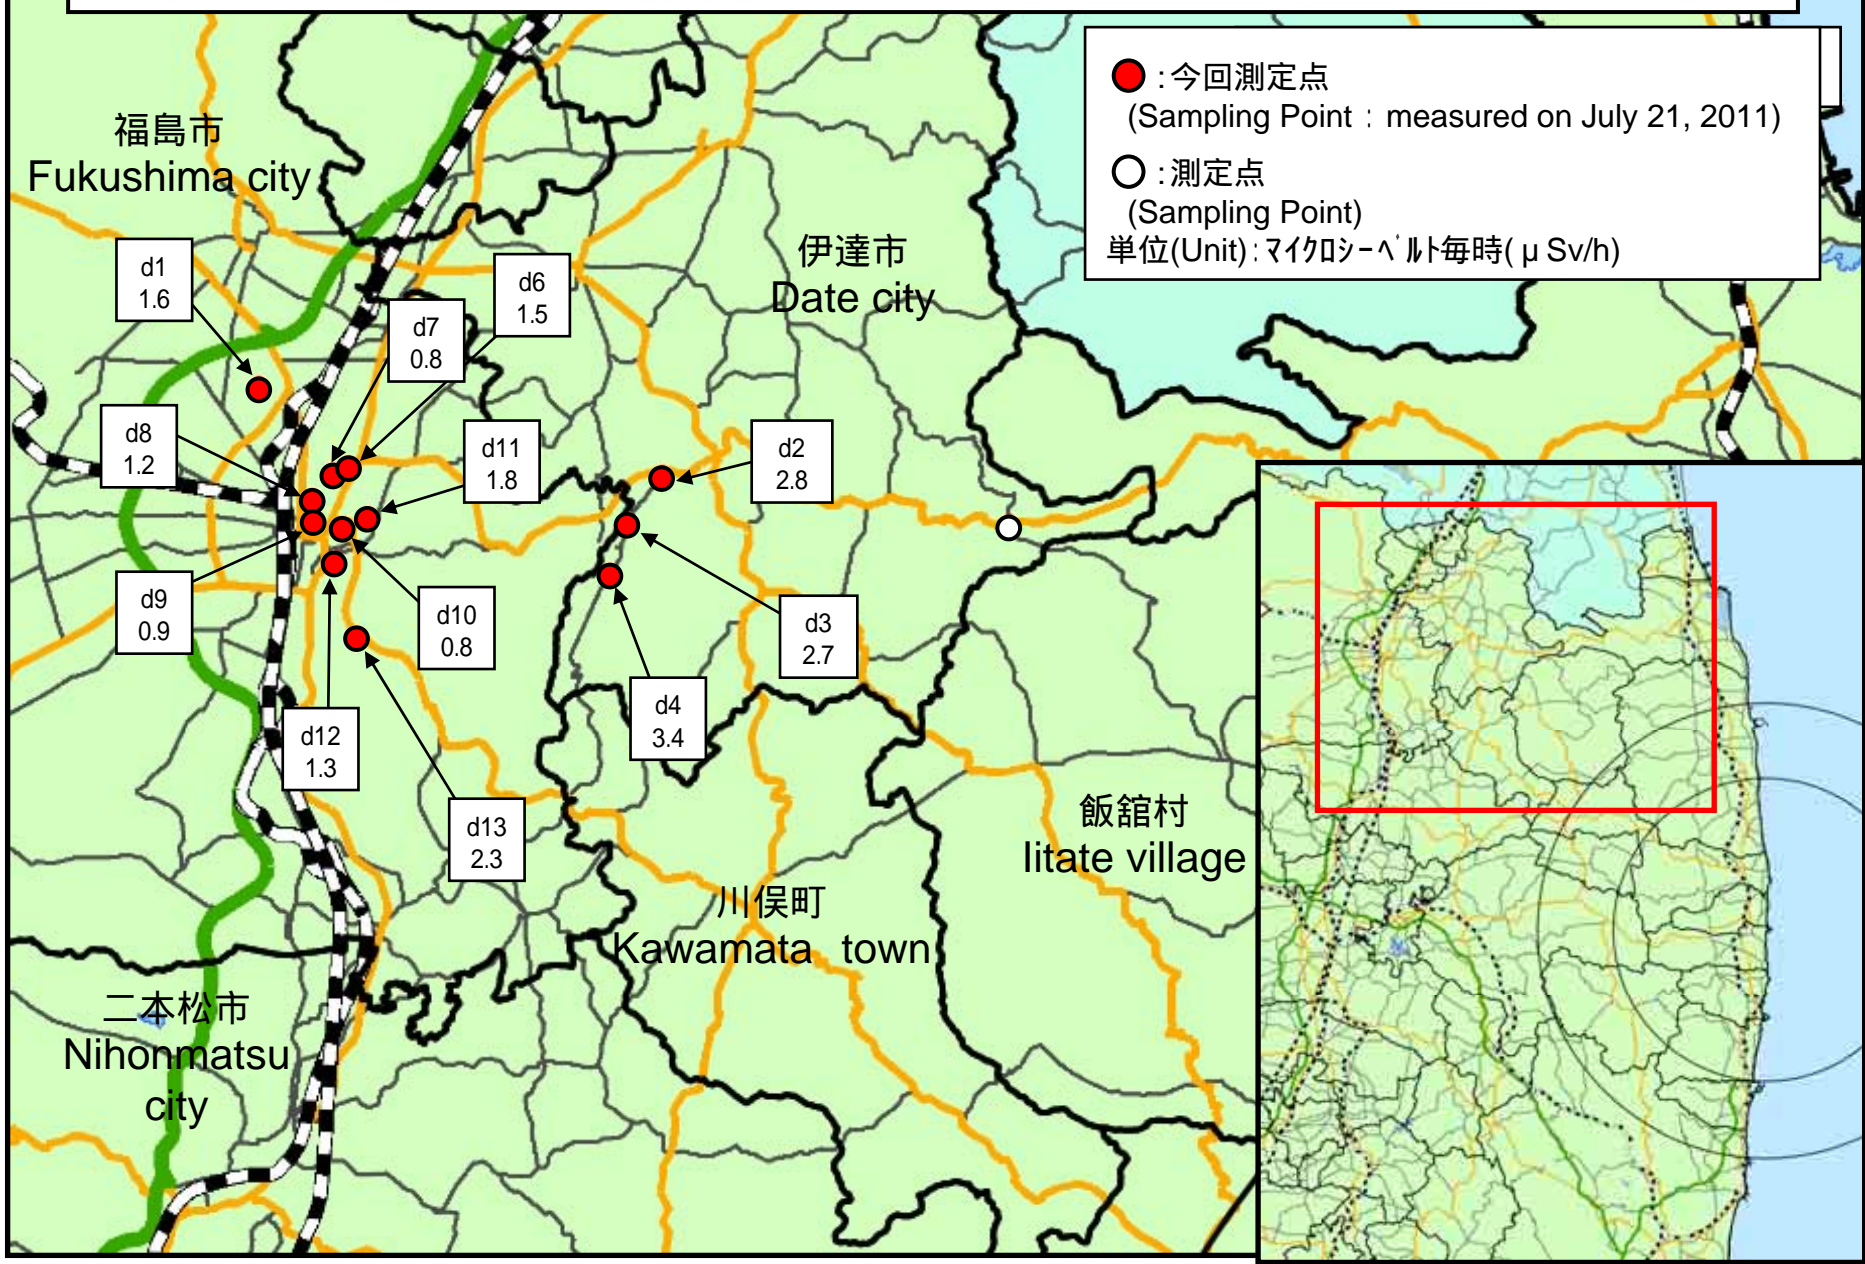 :今回測定点
(Sampling Point : measured on July 21, 2011)
:測定点
(Sampling Point)
単位(Unit):マイクロシーベルト毎時(μSv/h)
福島市
Fukushima city
伊達市
Date city
d1
1.6
d6
1.5
d7
0.8
d8
1.2
d11
1.8
d2
2.8
d9
0.9
d10
0.8
d3
2.7
d4
3.4
d12
1.3
d13
2.3
飯舘村
Iitate village
川俣町
Kawamata town
二本松市
Nihonmatsu
city